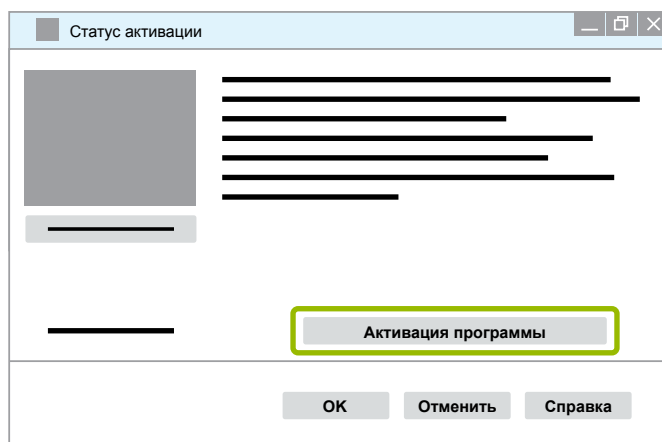 Статус активации
Активация программы
OK
Отменить
Справка